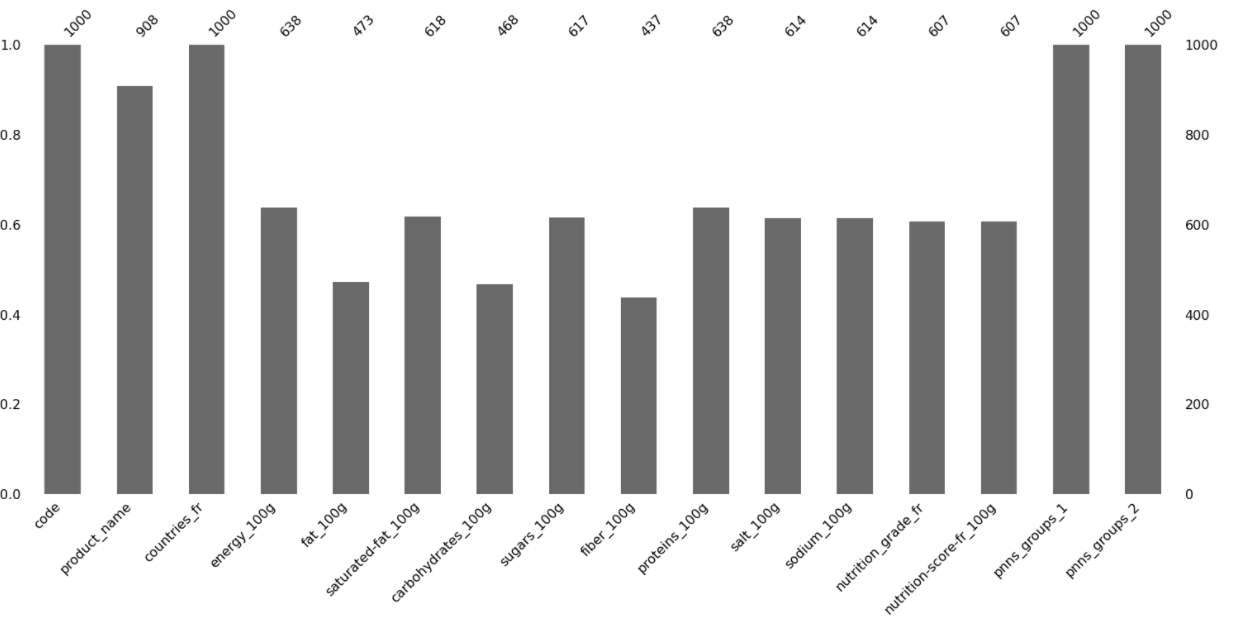 1000 908 1000 638 473 618 468 617 437 638 614 614 607 607 1000 1000
1.0 1000
0.8 800
0.6 600
0.4 400
0.2 200
0.0 0
code
product_name
countries_fr
energy_100g
fat_100g
saturated-fat_100g
carbohydrates_100g
sugars_100g
fiber_100g
proteins_100g
salt_100g
sodium_100g
nutrition_grade_fr
nutrition-score-fr_100g
pnns_groups_1
pnns_groups_2